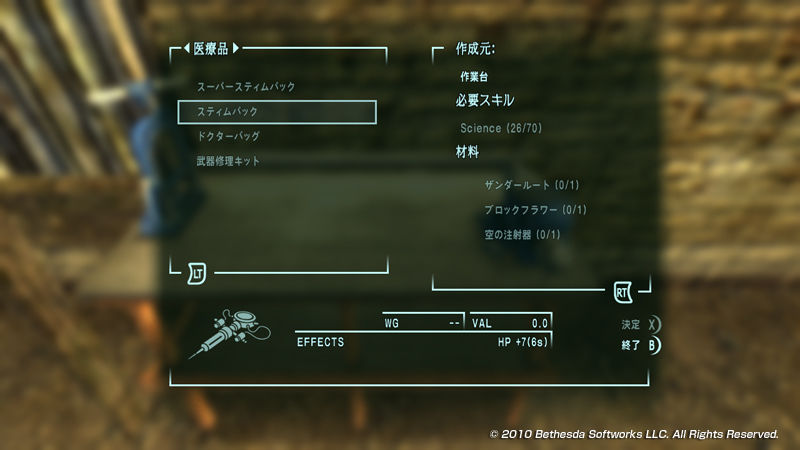 医療品
スーパースティムパック
スティムパック
ドクターバッグ
武器修理キット
LT
作成元:
作業台
必要スキル
Science (26/70)
材料
ザンダールート (0/1)
ブロックフラワー (0/1)
空の注射器 (0/1)
RT
WG --
VAL 0.0
EFFECTS HP +7(6s)
決定 X
終了 B
© 2010 Bethesda Softworks LLC. All Rights Reserved.